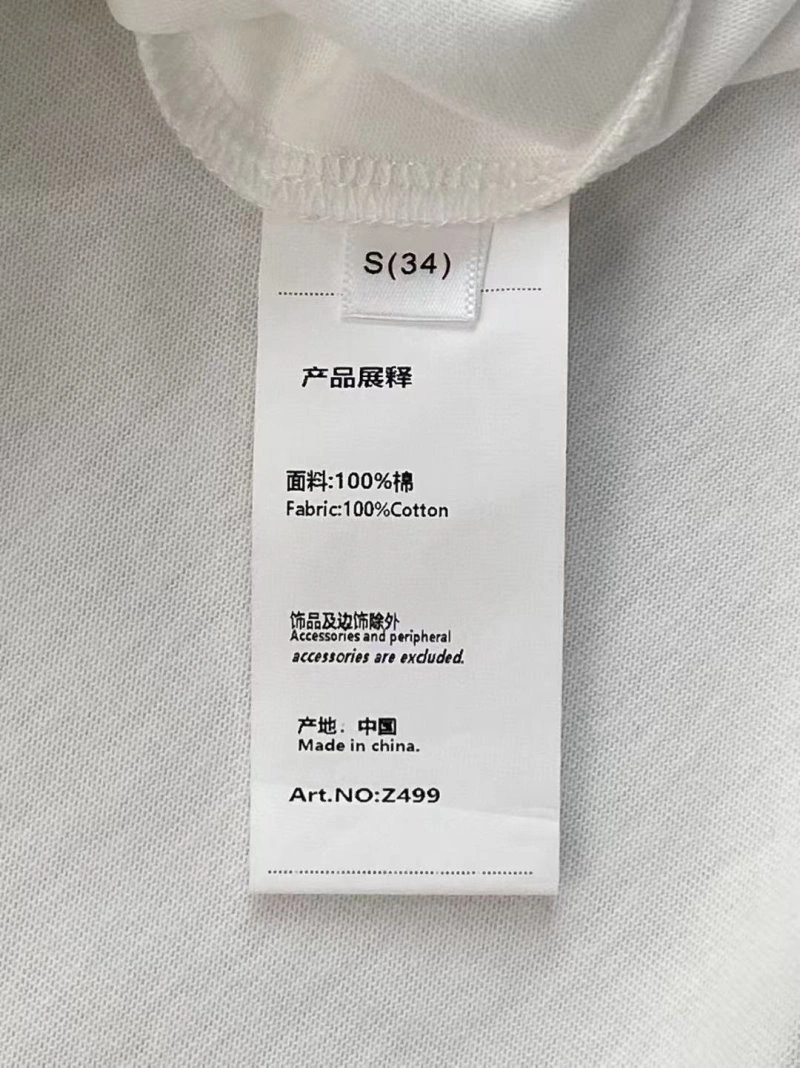 S(34)
产品展释
面料:100%棉
Fabric:100%Cotton
饰品及边饰除外
Accessories and peripheral
accessories are excluded.
产地：中国
Made in china.
Art.NO:Z499